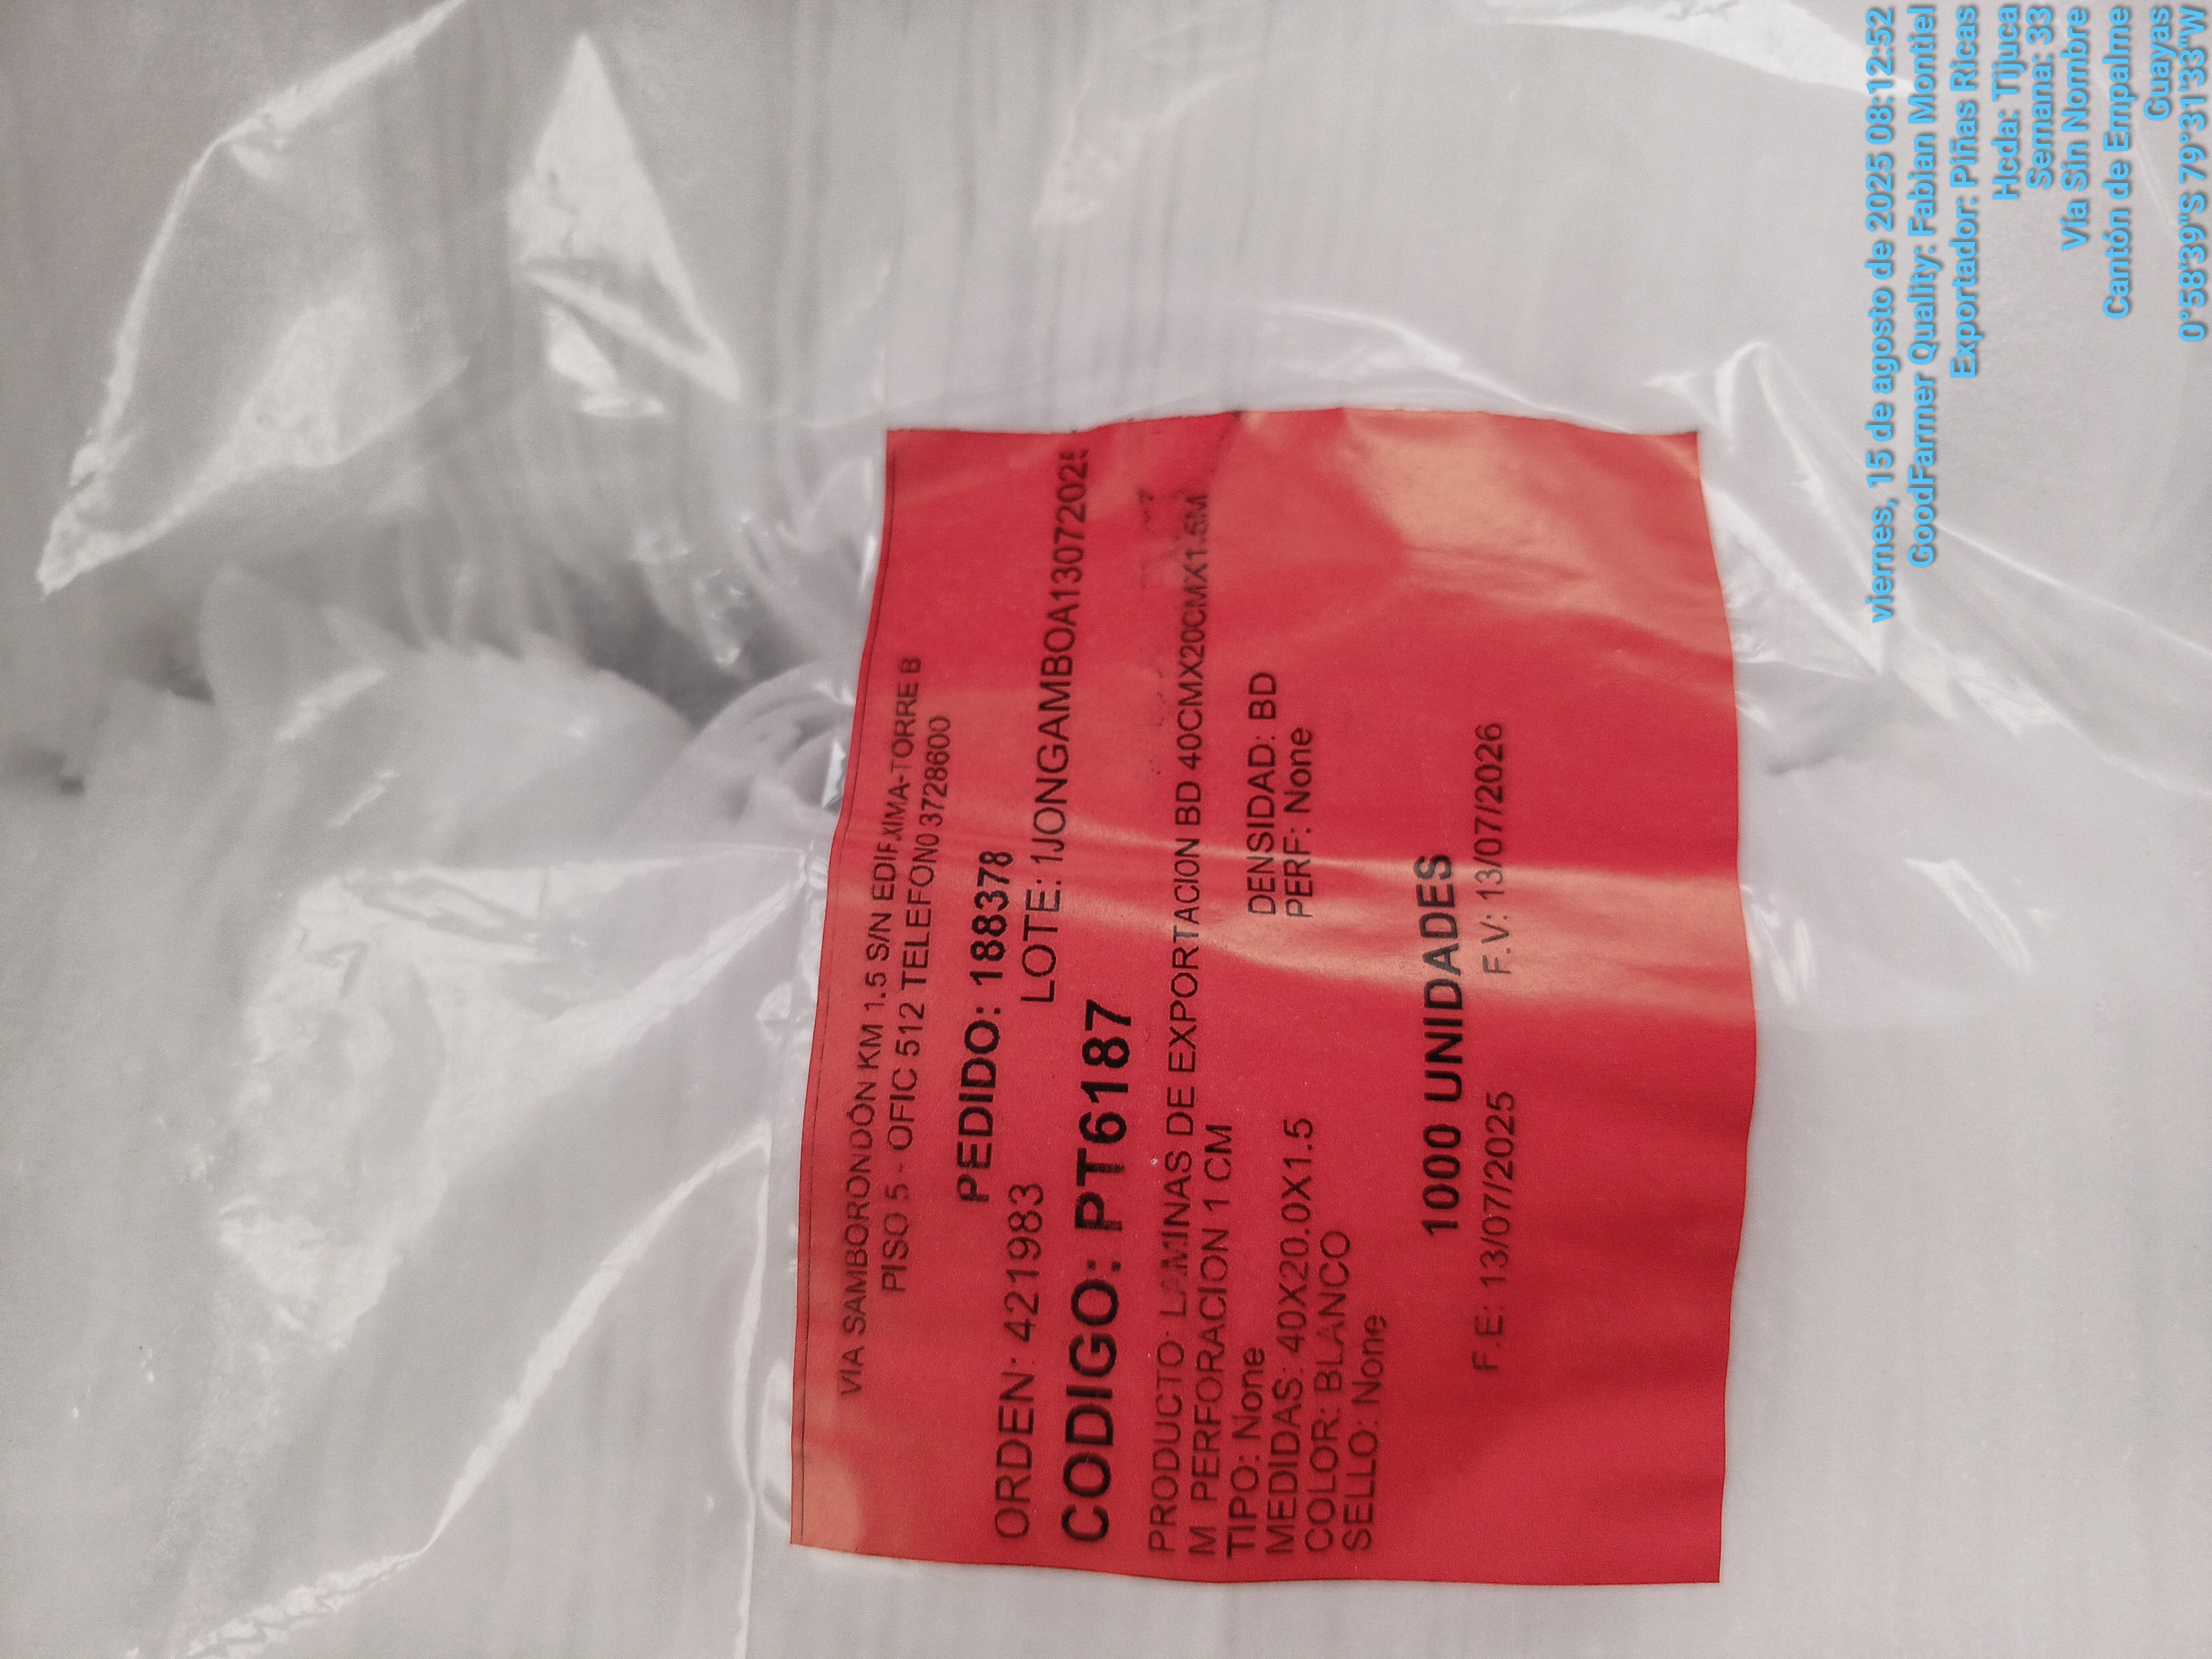 VÍA SAMBORONDÓN KM 1.5 S/N EDIF.XIMA-TORRE B
PISO 5 - OFIC 512 TELEFON0 3728600
PEDIDO: 188378
ORDEN: 421983 LOTE: 1JONGAMBOA13072025
CODIGO: PT6187
PRODUCTO: LAMINAS DE EXPORTACION BD 40CMX20CMX1.5M
M PERFORACION 1 CM
TIPO: None DENSIDAD: BD
MEDIDAS: 40X20.0X1.5 PERF: None
COLOR: BLANCO
SELLO: None
1000 UNIDADES
F.E: 13/07/2025 F.V: 13/07/2026
viernes, 15 de agosto de 2025 08:12:52
GoodFarmer Quality: Fabian Montiel
Exportador: Piñas Ricas
Hcda: Tijuca
Semana: 33
Vía Sin Nombre
Cantón de Empalme
Guayas
0°58'39"S 79°31'33"W